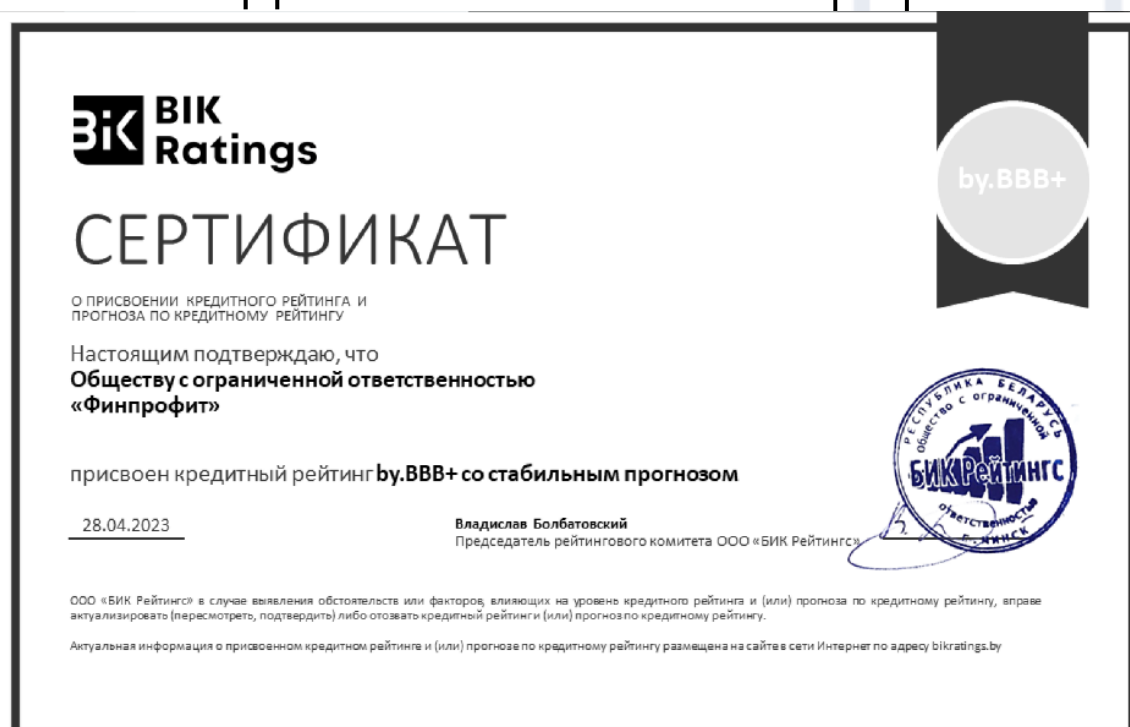 BIK
BIK
Ratings
by.BBB+
СЕРТИФИКАТ
О ПРИСВОЕНИИ КРЕДИТНОГО РЕЙТИНГА И
ПРОГНОЗА ПО КРЕДИТНОМУ РЕЙТИНГУ
Настоящим подтверждаю, что
Обществу с ограниченной ответственностью
«Финпрофит»
присвоен кредитный рейтинг by.BBB+ со стабильным прогнозом
28.04.2023
Владислав Болбатовский
Председатель рейтингового комитета ООО «БИК Рейтингс»
РЕСПУБЛИКА БЕЛАРУСЬ
Общество с ограниченной
БИК Рейтингс
ответственностью
г. МИНСК
ООО «БИК Рейтингс» в случае выявления обстоятельств или факторов, влияющих на уровень кредитного рейтинга и (или) прогноза по кредитному рейтингу, вправе
актуализировать (пересмотреть, подтвердить) либо отозвать кредитный рейтинги (или) прогноз по кредитному рейтингу.
Актуальная информация о присвоенном кредитном рейтинге и (или) прогнозе по кредитному рейтингу размещена на сайте в сети Интернет по адресу bikratings.by